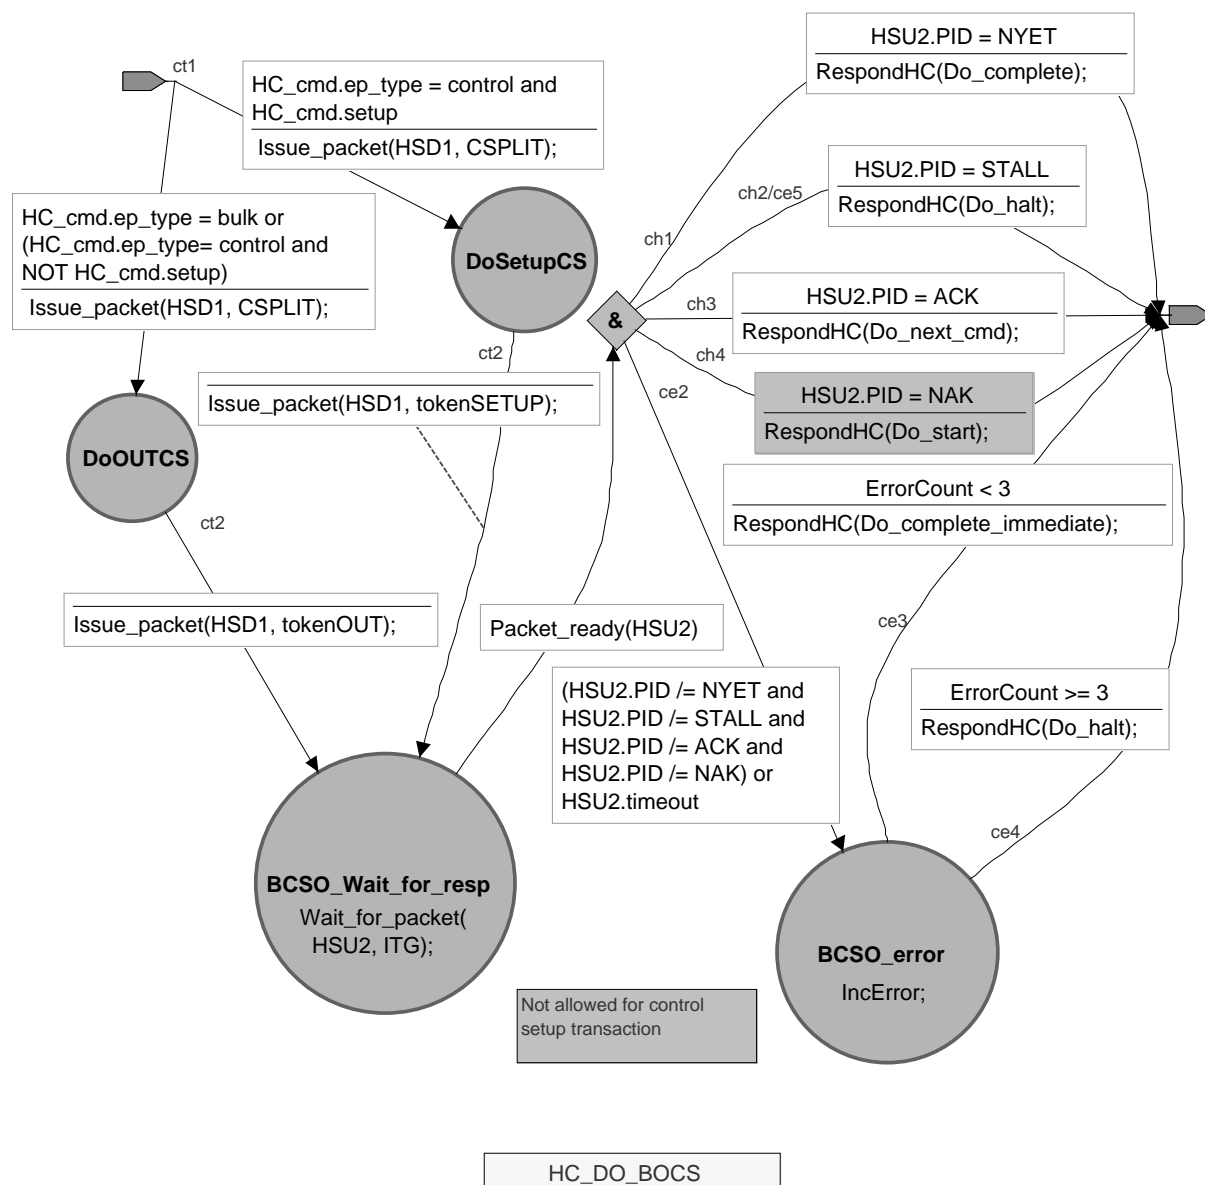 ct1
HC_cmd.ep_type = control and
HC_cmd.setup
Issue_packet(HSD1, CSPLIT);
HC_cmd.ep_type = bulk or
(HC_cmd.ep_type= control and
NOT HC_cmd.setup)
Issue_packet(HSD1, CSPLIT);
DoSetupCS
DoOUTCS
ct2
Issue_packet(HSD1, tokenSETUP);
ct2
Issue_packet(HSD1, tokenOUT);
BCSO_Wait_for_resp
Wait_for_packet(
HSU2, ITG);
Packet_ready(HSU2)
&
ch1
HSU2.PID = NYET
RespondHC(Do_complete);
ch2/ce5
HSU2.PID = STALL
RespondHC(Do_halt);
ch3
HSU2.PID = ACK
RespondHC(Do_next_cmd);
ch4
HSU2.PID = NAK
RespondHC(Do_start);
ce2
(HSU2.PID /= NYET and
HSU2.PID /= STALL and
HSU2.PID /= ACK and
HSU2.PID /= NAK) or
HSU2.timeout
ErrorCount < 3
RespondHC(Do_complete_immediate);
ce3
ErrorCount >= 3
RespondHC(Do_halt);
ce4
BCSO_error
IncError;
Not allowed for control
setup transaction
HC_DO_BOCS